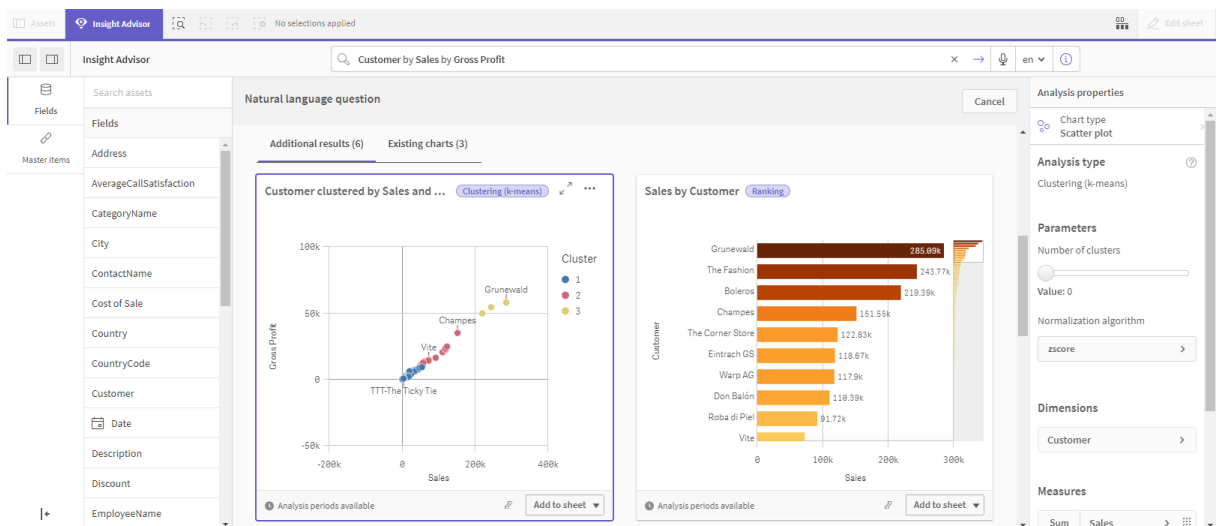 Assets
Insight Advisor
No selections applied
Edit sheet
Insight Advisor
Customer by Sales by Gross Profit
en
Fields
Master items
Search assets
Fields
Address
AverageCallSatisfaction
CategoryName
City
ContactName
Cost of Sale
Country
CountryCode
Customer
Date
Description
Discount
EmployeeName
Natural language question
Cancel
Additional results (6)
Existing charts (3)
Customer clustered by Sales and ...
Clustering (k-means)
100k
50k
0
-50k
Gross Profit
-200k
0
200k
400k
Sales
Grunewald
Champes
Vite
TTT-The Ticky Tie
Cluster
1
2
3
Analysis periods available
Add to sheet
Sales by Customer
Ranking
Customer
Grunewald 285.09k
The Fashion 243.77k
Boleros 219.39k
Champes 151.55k
The Corner Store 122.83k
Eintrach GS 118.67k
Warp AG 117.9k
Don Balón 110.39k
Roba di Piel 91.72k
Vite
0
100k
200k
300k
Sales
Analysis periods available
Add to sheet
Analysis properties
Chart type
Scatter plot
Analysis type
Clustering (k-means)
Parameters
Number of clusters
Value: 0
Normalization algorithm
zscore
Dimensions
Customer
Measures
Sum
Sales